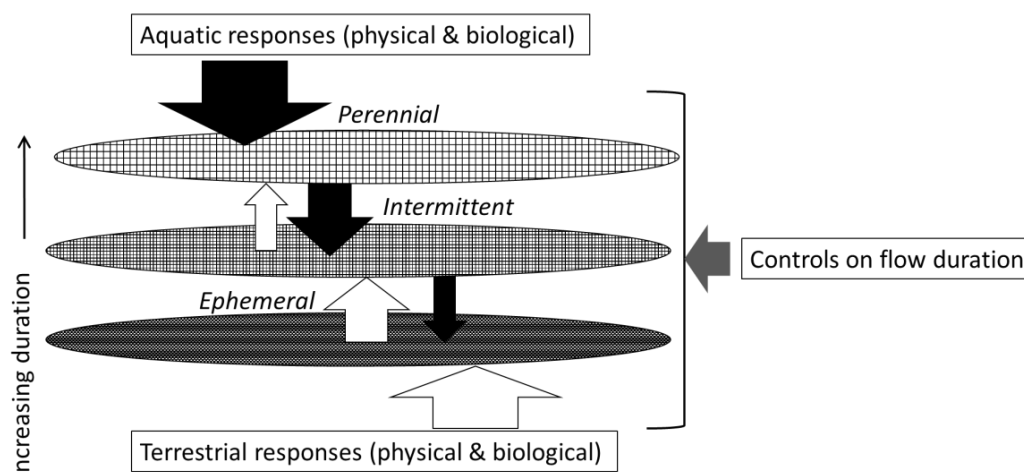 Aquatic responses (physical & biological)
Perennial
Intermittent
Controls on flow duration
Ephemeral
ncreasing duration
Terrestrial responses (physical & biological)